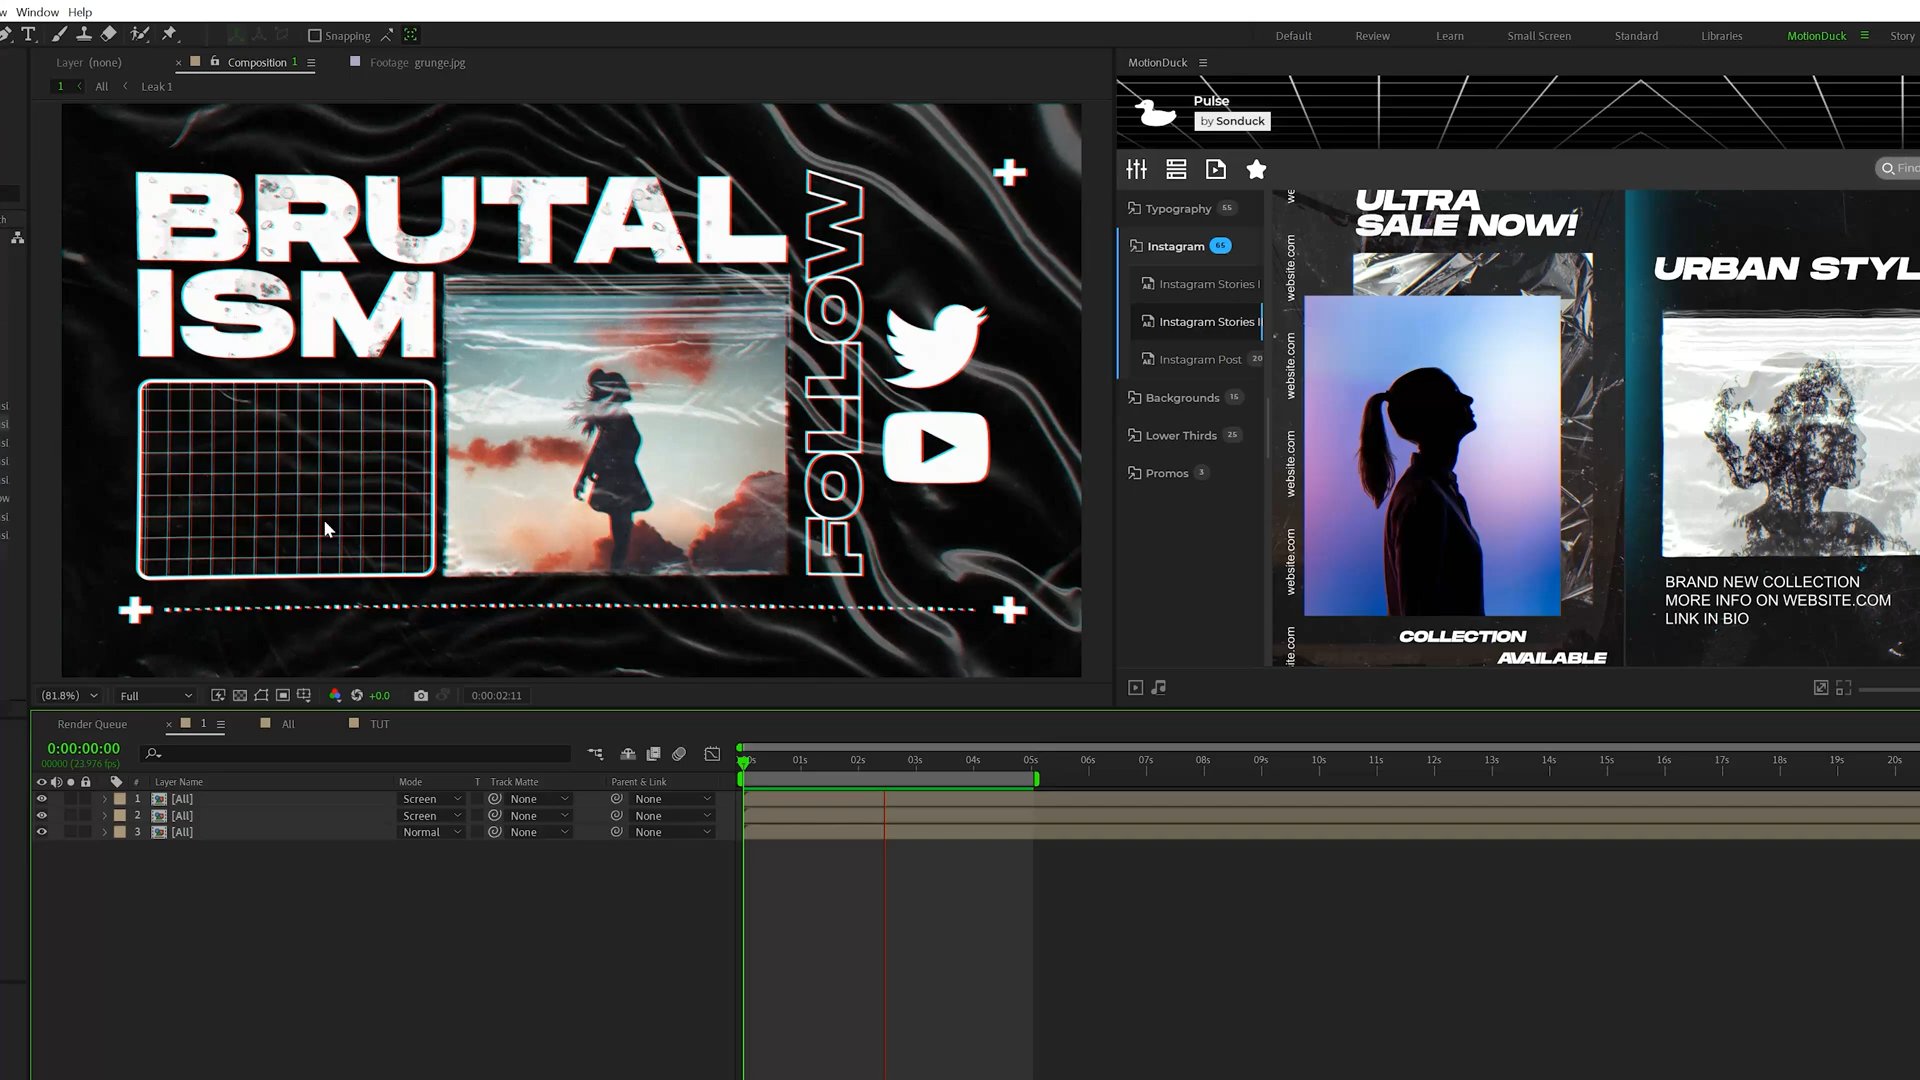 Window Help
Snapping
Default Review Learn Small Screen Standard Libraries MotionDuck Story
Layer (none)
Composition 1
Footage grunge.jpg
1 All Leak 1
BRUTAL
ISM
FOLLOW
(81.8%) Full +0.0 0:00:02:11
MotionDuck
Pulse
by Sonduck
Find
Typography 55
Instagram 65
Instagram Stories I
Instagram Stories II
Instagram Post 20
Backgrounds 15
Lower Thirds 25
Promos 3
website.com
website.com
website.com
website.com
ULTRA
SALE NOW!
COLLECTION
AVAILABLE
URBAN STYL
BRAND NEW COLLECTION
MORE INFO ON WEBSITE.COM
LINK IN BIO
Render Queue 1 All TUT
0:00:00:00
00000 (23.976 fps)
# Layer Name Mode T Track Matte Parent & Link
1 [All] Screen None None
2 [All] Screen None None
3 [All] Normal None None
01s 02s 03s 04s 05s 06s 07s 08s 09s 10s 11s 12s 13s 14s 15s 16s 17s 18s 19s 20s